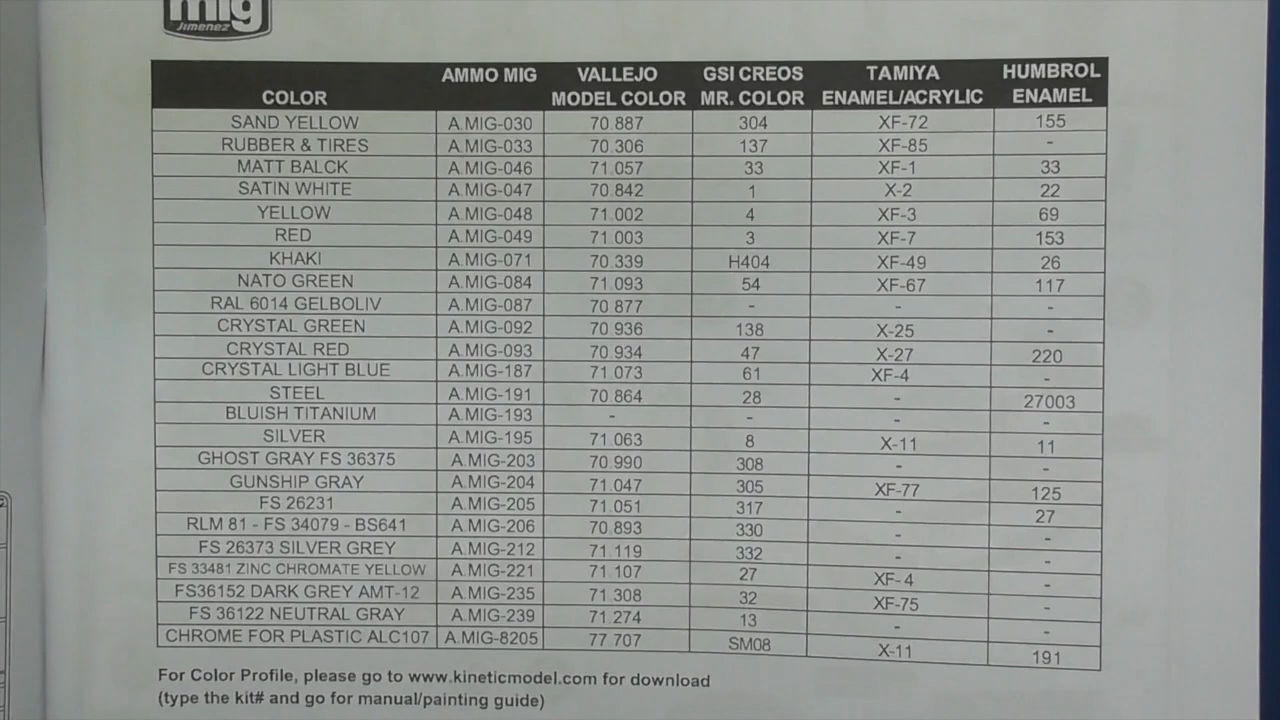 mig
Jimenez
COLOR AMMO MIG VALLEJO MODEL COLOR GSI CREOS MR. COLOR TAMIYA ENAMEL/ACRYLIC HUMBROL ENAMEL
SAND YELLOW A.MIG-030 70.887 304 XF-72 155
RUBBER & TIRES A.MIG-033 70.306 137 XF-85 -
MATT BALCK A.MIG-046 71.057 33 XF-1 33
SATIN WHITE A.MIG-047 70.842 1 X-2 22
YELLOW A.MIG-048 71.002 4 XF-3 69
RED A.MIG-049 71.003 3 XF-7 153
KHAKI A.MIG-071 70.339 H404 XF-49 26
NATO GREEN A.MIG-084 71.093 54 XF-67 117
RAL 6014 GELBOLIV A.MIG-087 70.877 - - -
CRYSTAL GREEN A.MIG-092 70.936 138 X-25 -
CRYSTAL RED A.MIG-093 70.934 47 X-27 220
CRYSTAL LIGHT BLUE A.MIG-187 71.073 61 XF-4 -
STEEL A.MIG-191 70.864 28 - 27003
BLUISH TITANIUM A.MIG-193 - - - -
SILVER A.MIG-195 71.063 8 X-11 11
GHOST GRAY FS 36375 A.MIG-203 70.990 308 - -
GUNSHIP GRAY A.MIG-204 71.047 305 XF-77 125
FS 26231 A.MIG-205 71.051 317 - 27
RLM 81 - FS 34079 - BS641 A.MIG-206 70.893 330 - -
FS 26373 SILVER GREY A.MIG-212 71.119 332 - -
FS 33481 ZINC CHROMATE YELLOW A.MIG-221 71.107 27 XF-4 -
FS36152 DARK GREY AMT-12 A.MIG-235 71.308 32 XF-75 -
FS 36122 NEUTRAL GRAY A.MIG-239 71.274 13 - -
CHROME FOR PLASTIC ALC107 A.MIG-8205 77.707 SM08 X-11 191
For Color Profile, please go to www.kineticmodel.com for download
(type the kit# and go for manual/painting guide)